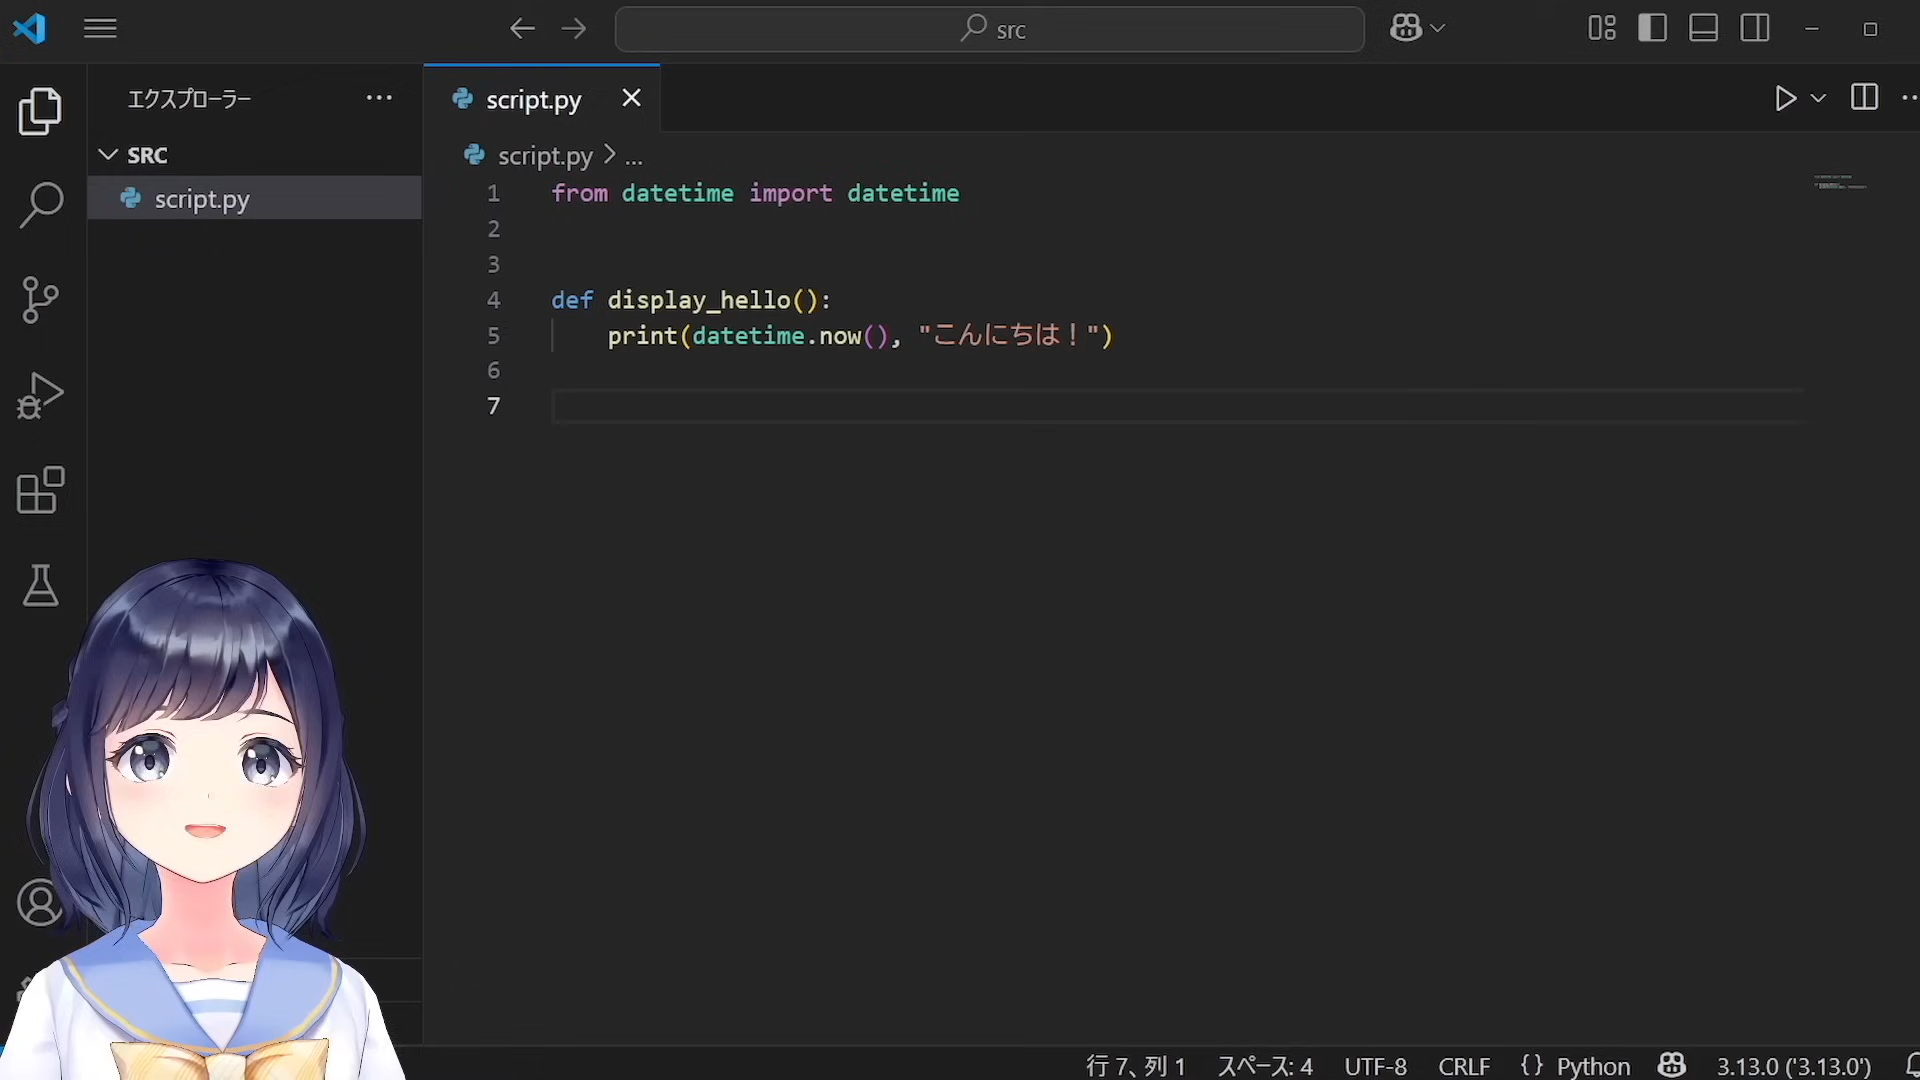 src
エクスプローラー
SRC
script.py
script.py
script.py > ...
1 from datetime import datetime
2
3
4 def display_hello():
5 print(datetime.now(), "こんにちは！")
6
7
行 7、列 1 スペース: 4 UTF-8 CRLF {} Python 3.13.0 ('3.13.0')